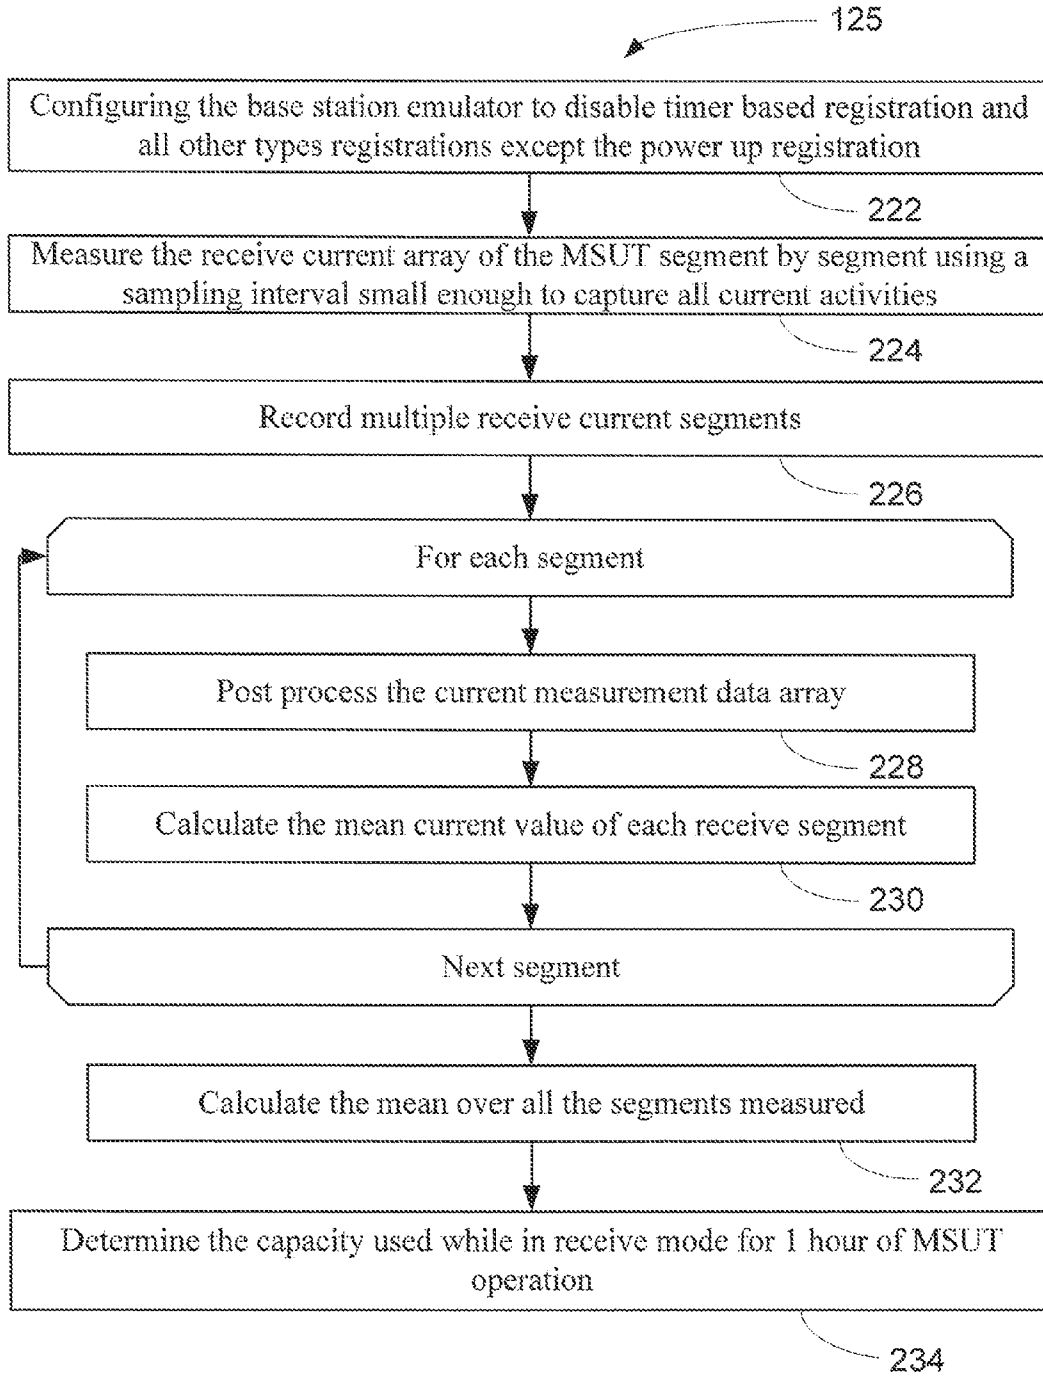 125
Configuring the base station emulator to disable timer based registration and
all other types registrations except the power up registration
222
Measure the receive current array of the MSUT segment by segment using a
sampling interval small enough to capture all current activities
224
Record multiple receive current segments
226
For each segment
Post process the current measurement data array
228
Calculate the mean current value of each receive segment
230
Next segment
Calculate the mean over all the segments measured
232
Determine the capacity used while in receive mode for 1 hour of MSUT
operation
234